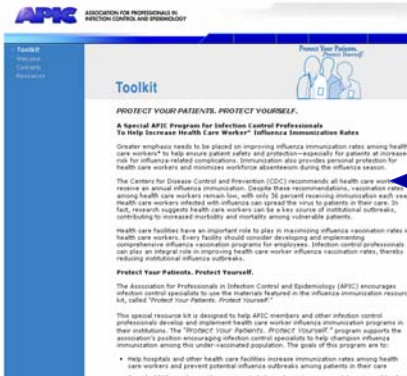 APIC
ASSOCIATION FOR PROFESSIONALS IN
INFECTION CONTROL AND EPIDEMIOLOGY
Toolkit
Welcome
Contents
Resources
Protect Your Patients.
Protect Yourself.
Toolkit
PROTECT YOUR PATIENTS. PROTECT YOURSELF.
A Special APIC Program for Infection Control Professionals
To Help Increase Health Care Worker* Influenza Immunization Rates
Greater emphasis needs to be placed on improving influenza immunization rates among health
care workers* to help ensure patient safety and protection—especially for patients at increase
risk for influenza-related complications. Immunization also provides personal protection for
health care workers and minimizes workforce absenteeism during the influenza season.
The Centers for Disease Control and Prevention (CDC) recommends all health care work
receive an annual influenza immunization. Despite these recommendations, vaccination rates
among health care workers remain low, with only 36 percent receiving immunization each yea
Health care workers infected with influenza can spread the virus to patients in their care. In
fact, research suggests health care workers can be a key source of institutional outbreaks,
contributing to increased morbidity and mortality among vulnerable patients.
Health care facilities have an important role to play in maximizing influenza vaccination rates i
health care workers. Every facility should consider developing and implementing
comprehensive influenza vaccination programs for employees. Infection control professionals
can play an integral role in improving health care worker influenza vaccination rates, thereby
reducing institutional influenza outbreaks.
Protect Your Patients. Protect Yourself.
The Association for Professionals in Infection Control and Epidemiology (APIC) encourages
infection control specialists to use the materials featured in the influenza immunization resourc
kit, called "Protect Your Patients. Protect Yourself."
This special resource kit is designed to help APIC members and other infection control
professionals develop and implement health care worker influenza immunization programs in
their institutions. The "Protect Your Patients. Protect Yourself." program supports the
association's position encouraging infection control specialists to help champion influenza
immunization among this under-vaccinated population. The goals of this program are to:
• Help hospitals and other health care facilities increase immunization rates among health
care workers and prevent potential influenza outbreaks among patients in their care